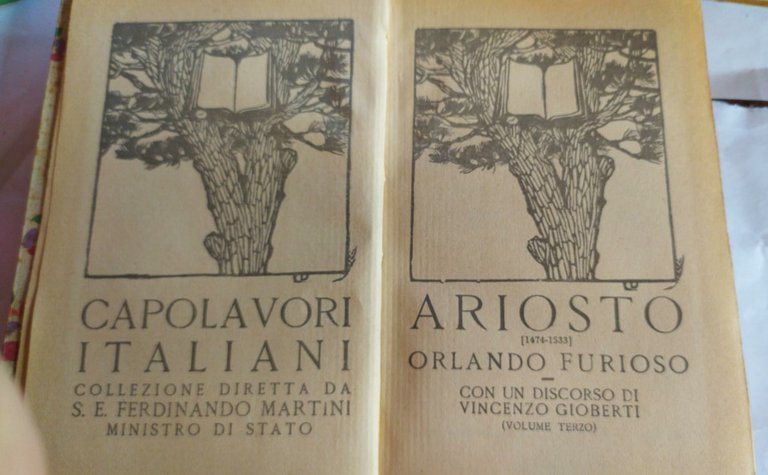 CAPOLAVORI
ITALIANI
COLLEZIONE DIRETTA DA
S. E. FERDINANDO MARTINI
MINISTRO DI STATO
ARIOSTO
[1474-1533]
ORLANDO FURIOSO
CON UN DISCORSO DI
VINCENZO GIOBERTI
(VOLUME TERZO)